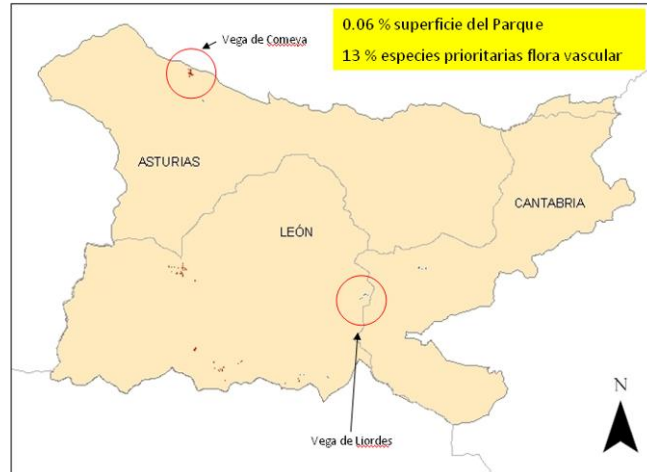 Vega de Comeya
0.06 % superficie del Parque
13 % especies prioritarias flora vascular
ASTURIAS
CANTABRIA
LEÓN
N
Vega de Liordes